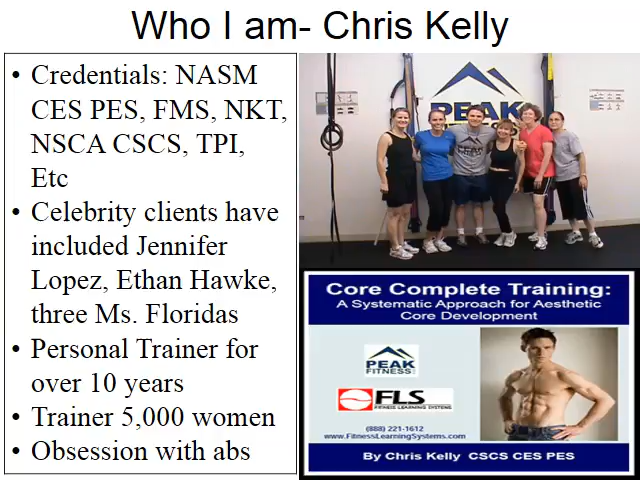 Who I am- Chris Kelly
• Credentials: NASM
CES PES, FMS, NKT,
NSCA CSCS, TPI,
Etc
• Celebrity clients have
included Jennifer
Lopez, Ethan Hawke,
three Ms. Floridas
• Personal Trainer for
over 10 years
• Trainer 5,000 women
• Obsession with abs
PEAK
Core Complete Training:
A Systematic Approach for Aesthetic
Core Development
PEAK
FITNESS
FLS
FITNESS LEARNING SYSTEMS
(888) 221-1612
www.FitnessLearningSystems.com
By Chris Kelly CSCS CES PES